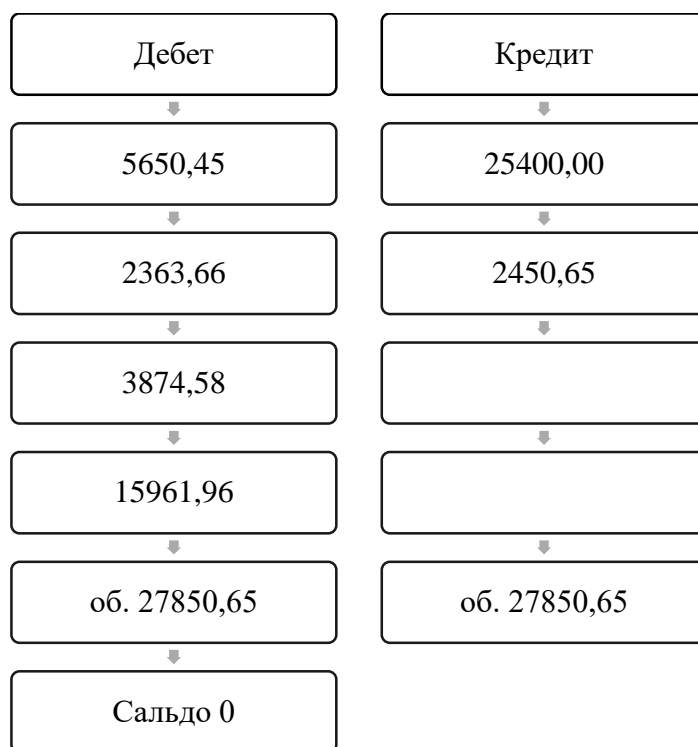 Дебет
5650,45
2363,66
3874,58
15961,96
об. 27850,65
Сальдо 0
Кредит
25400,00
2450,65
об. 27850,65